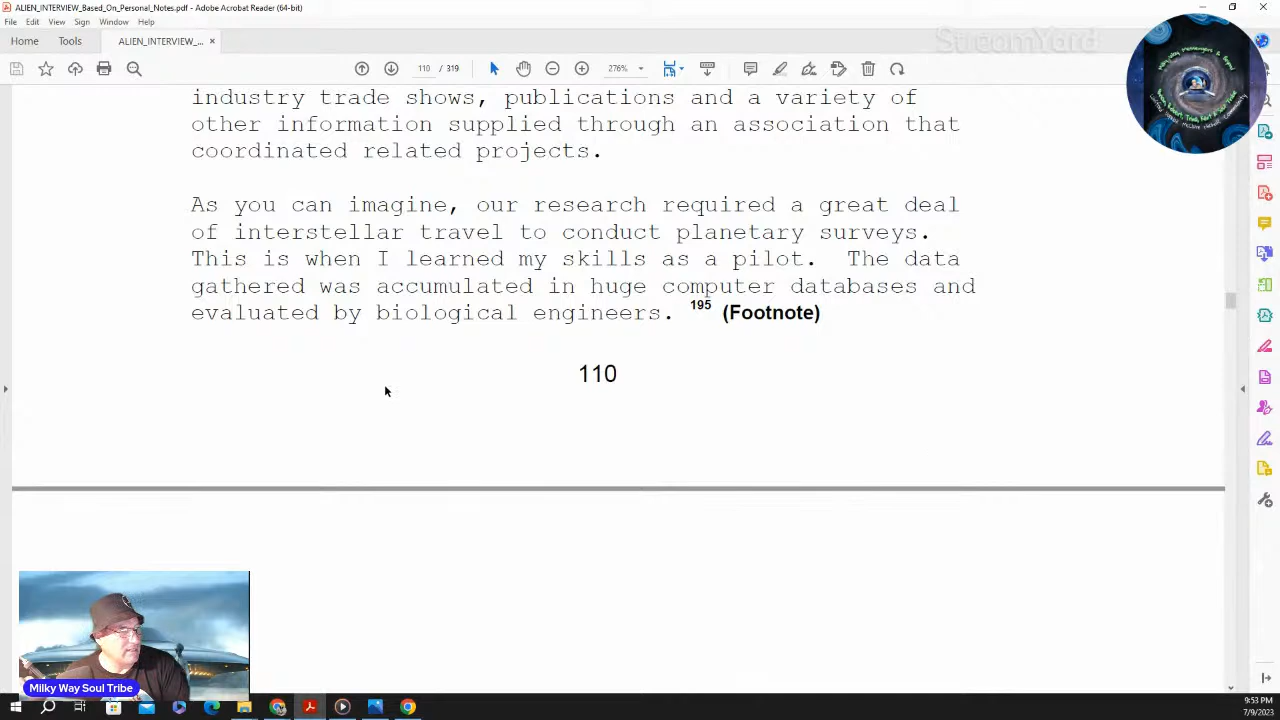 ALIEN_INTERVIEW_Based_On_Personal_Notes.pdf - Adobe Acrobat Reader (64-bit)
File Edit View Sign Window Help
Home Tools ALIEN_INTERVIEW_... ×
StreamYard
110 / 319 276%
industry trade shows, publications and a variety of
other information supplied through an association that
coordinated related projects.
As you can imagine, our research required a great deal
of interstellar travel to conduct planetary surveys.
This is when I learned my skills as a pilot. The data
gathered was accumulated in huge computer databases and
evaluated by biological engineers. 195 (Footnote)
110
Milky Way Soul Tribe
9:53 PM
7/9/2023